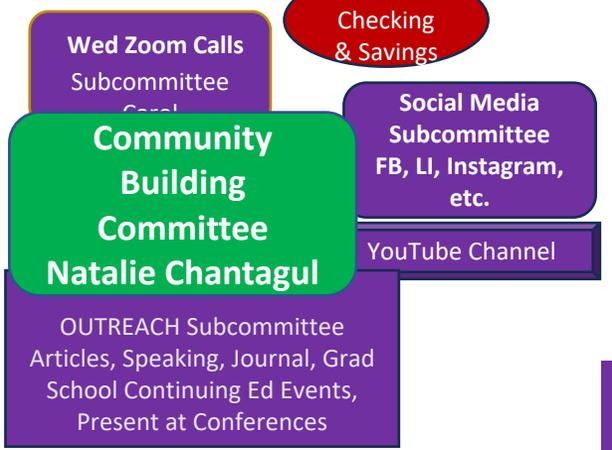 Checking
& Savings
Wed Zoom Calls
Subcommittee
Social Media
Subcommittee
FB, LI, Instagram,
etc.
Community
Building
Committee
Natalie Chantagul
YouTube Channel
OUTREACH Subcommittee
Articles, Speaking, Journal, Grad
School Continuing Ed Events,
Present at Conferences